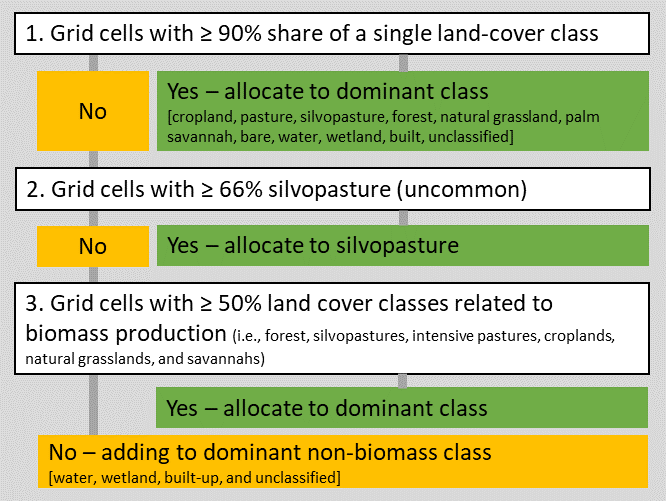 1. Grid cells with ≥ 90% share of a single land-cover class
No
Yes – allocate to dominant class
[cropland, pasture, silvopasture, forest, natural grassland, palm
savannah, bare, water, wetland, built, unclassified]
2. Grid cells with ≥ 66% silvopasture (uncommon)
No
Yes – allocate to silvopasture
3. Grid cells with ≥ 50% land cover classes related to
biomass production (i.e., forest, silvopastures, intensive pastures, croplands,
natural grasslands, and savannahs)
Yes – allocate to dominant class
No – adding to dominant non-biomass class
[water, wetland, built-up, and unclassified]